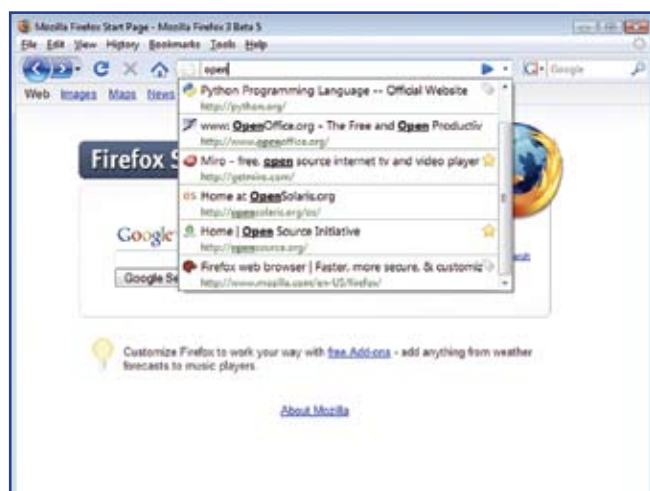 Mozilla Firefox Start Page - Mozilla Firefox 3 Beta 5
File Edit View History Bookmarks Tools Help
open
Google
Web Images Maps News
Python Programming Language -- Official Website
http://python.org/
www: OpenOffice.org - The Free and Open Productiv
http://www.openoffice.org/
Firefox S
Miro - free, open source internet tv and video player
http://getmiro.com/
os Home at OpenSolaris.org
http://opensolaris.org/os/
Google
Home | Open Source Initiative
http://opensource.org/
Google Se
Firefox web browser | Faster, more secure, & customiz
http://www.mozilla.com/en-US/firefox/
Customize Firefox to work your way with free Add-ons - add anything from weather
forecasts to music players.
About Mozilla